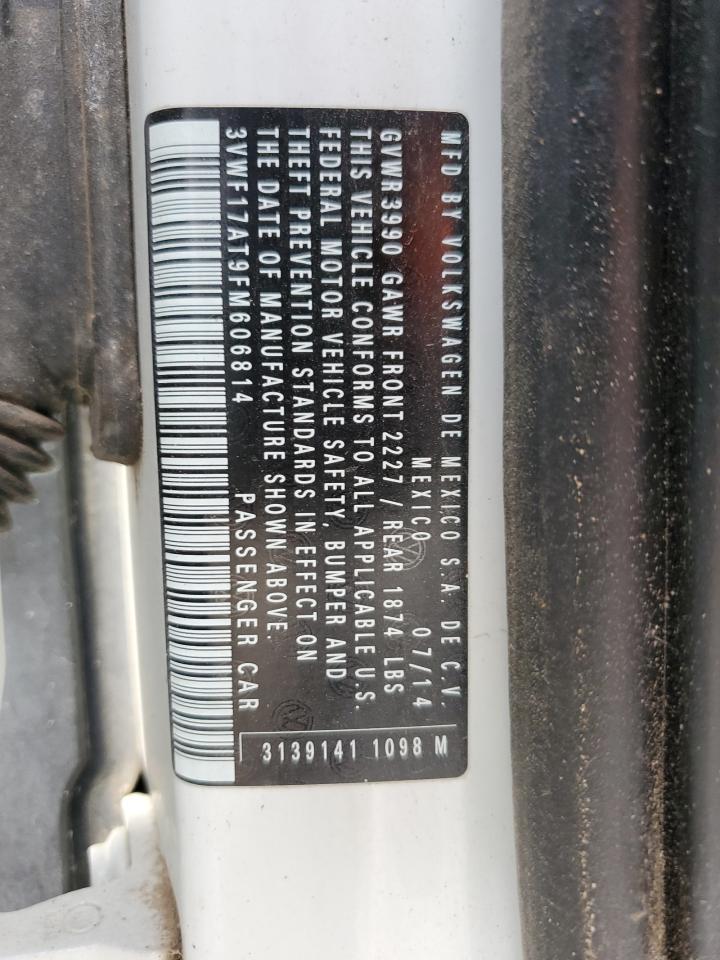 MFD BY VOLKSWAGEN DE MEXICO S.A. DE C.V.
MEXICO 07/14
GVWR 3990 GAWR FRONT 2227 / REAR 1874 LBS
THIS VEHICLE CONFORMS TO ALL APPLICABLE U.S.
FEDERAL MOTOR VEHICLE SAFETY, BUMPER AND
THEFT PREVENTION STANDARDS IN EFFECT ON
THE DATE OF MANUFACTURE SHOWN ABOVE.
3VWF17AT9FM606814 PASSENGER CAR
3139141 1098 M